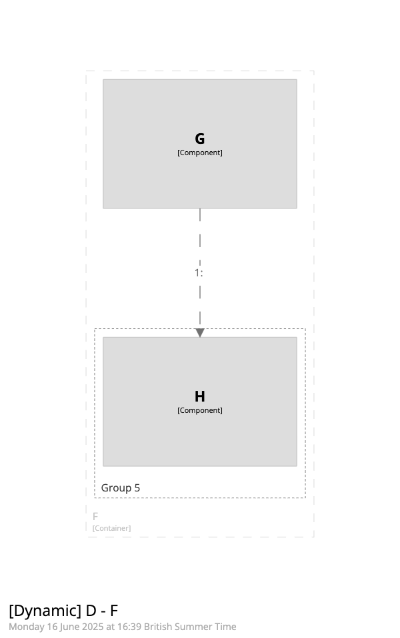 G
[Component]
1:
H
[Component]
Group 5
F
[Container]
[Dynamic] D - F
Monday 16 June 2025 at 16:39 British Summer Time